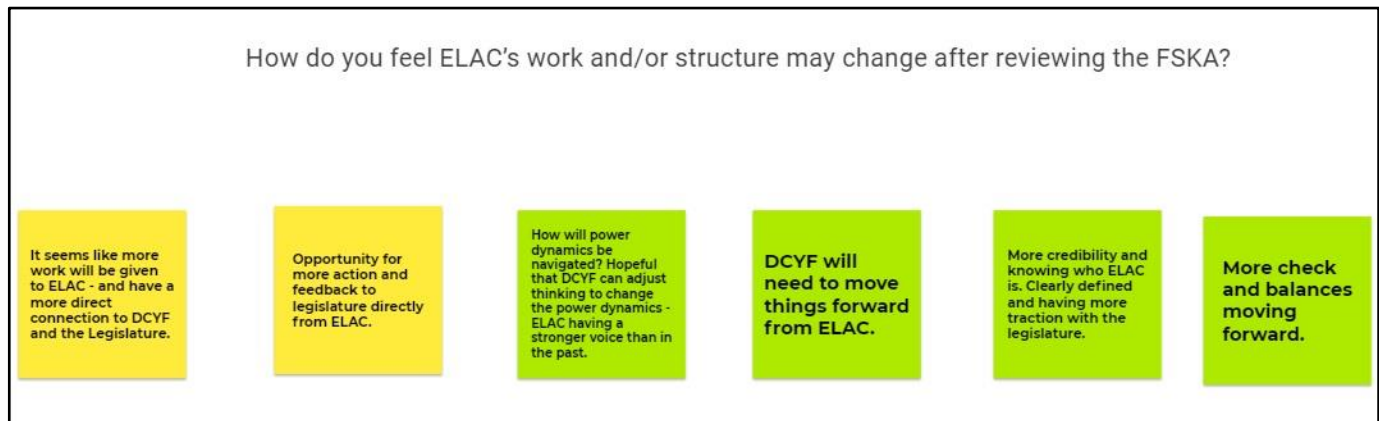 How do you feel ELAC's work and/or structure may change after reviewing the FSKA?
It seems like more
work will be given
to ELAC - and have a
more direct
connection to DCYF
and the Legislature.
Opportunity for
more action and
feedback to
legislature directly
from ELAC.
How will power
dynamics be
navigated? Hopeful
that DCYF can adjust
thinking to change
the power dynamics -
ELAC having a
stronger voice than in
the past.
DCYF will
need to move
things forward
from ELAC.
More credibility and
knowing who ELAC
is. Clearly defined
and having more
traction with the
legislature.
More check
and balances
moving
forward.